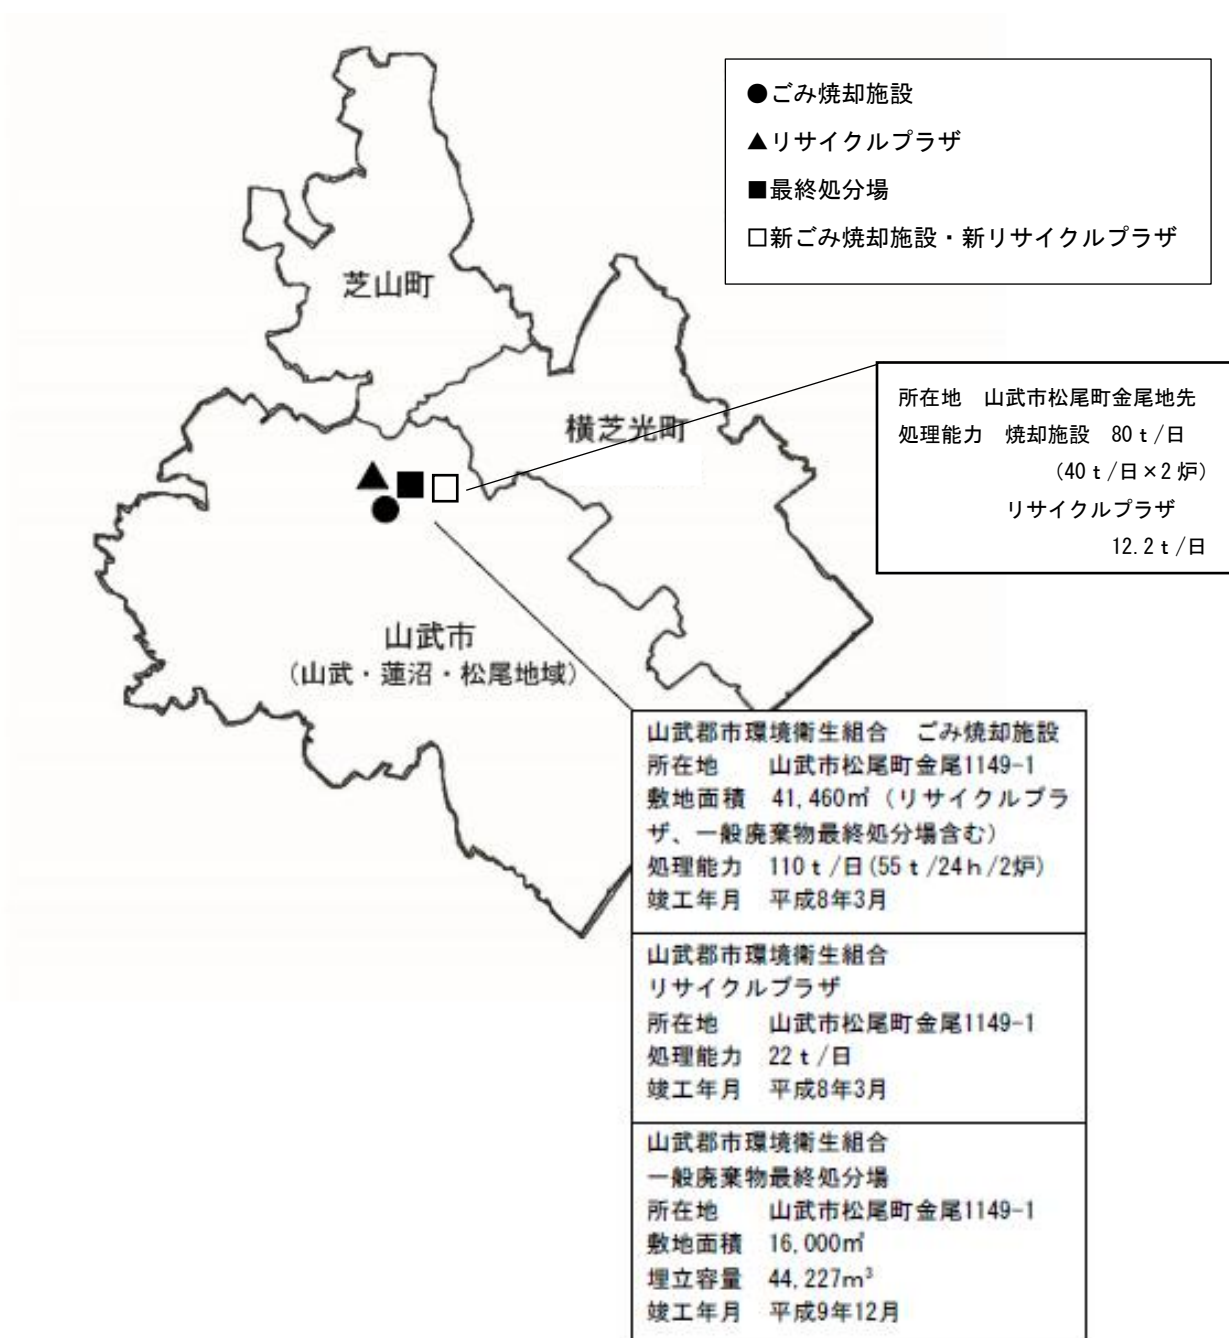 ●ごみ焼却施設
▲リサイクルプラザ
■最終処分場
□新ごみ焼却施設・新リサイクルプラザ
芝山町
横芝光町
所在地　山武市松尾町金尾地先
処理能力　焼却施設　80ｔ/日
(40ｔ/日×2炉)
リサイクルプラザ
12.2ｔ/日
山武市
(山武・蓮沼・松尾地域)
山武郡市環境衛生組合　ごみ焼却施設
所在地　　山武市松尾町金尾1149-1
敷地面積　41,460㎡（リサイクルプラ
ザ、一般廃棄物最終処分場含む）
処理能力　110ｔ/日(55ｔ/24ｈ/2炉)
竣工年月　平成8年3月
山武郡市環境衛生組合
リサイクルプラザ
所在地　　山武市松尾町金尾1149-1
処理能力　22ｔ/日
竣工年月　平成8年3月
山武郡市環境衛生組合
一般廃棄物最終処分場
所在地　　山武市松尾町金尾1149-1
敷地面積　16,000㎡
埋立容量　44,227m³
竣工年月　平成9年12月